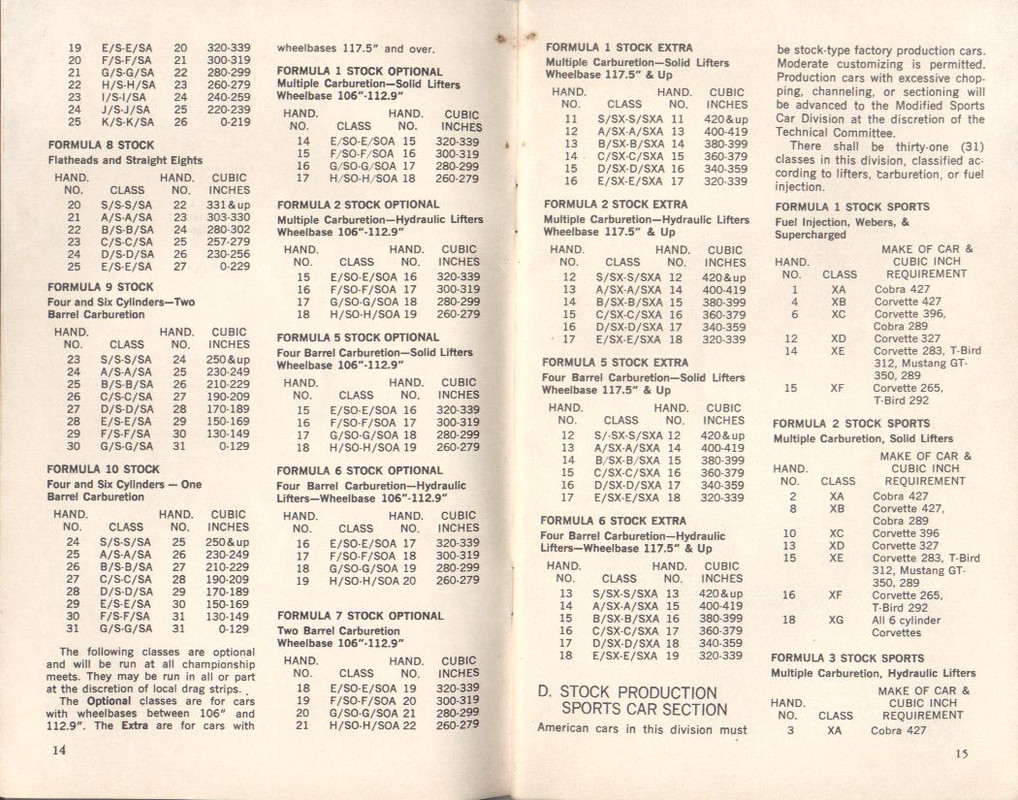 19 E/S-E/SA 20 320-339
20 F/S-F/SA 21 300-319
21 G/S-G/SA 22 280-299
22 H/S-H/SA 23 260-279
23 I/S-I/SA 24 240-259
24 J/S-J/SA 25 220-239
25 K/S-K/SA 26 0-219
FORMULA 8 STOCK
Flatheads and Straight Eights
HAND. HAND. CUBIC
NO. CLASS NO. INCHES
20 S/S-S/SA 22 331&up
21 A/S-A/SA 23 303-330
22 B/S-B/SA 24 280-302
23 C/S-C/SA 25 257-279
24 D/S-D/SA 26 230-256
25 E/S-E/SA 27 0-229
FORMULA 9 STOCK
Four and Six Cylinders—Two
Barrel Carburetion
HAND. HAND. CUBIC
NO. CLASS NO. INCHES
23 S/S-S/SA 24 250&up
24 A/S-A/SA 25 230-249
25 B/S-B/SA 26 210-229
26 C/S-C/SA 27 190-209
27 D/S-D/SA 28 170-189
28 E/S-E/SA 29 150-169
29 F/S-F/SA 30 130-149
30 G/S-G/SA 31 0-129
FORMULA 10 STOCK
Four and Six Cylinders — One
Barrel Carburetion
HAND. HAND. CUBIC
NO. CLASS NO. INCHES
24 S/S-S/SA 25 250&up
25 A/S-A/SA 26 230-249
26 B/S-B/SA 27 210-229
27 C/S-C/SA 28 190-209
28 D/S-D/SA 29 170-189
29 E/S-E/SA 30 150-169
30 F/S-F/SA 31 130-149
31 G/S-G/SA 31 0-129
The following classes are optional
and will be run at all championship
meets. They may be run in all or part
at the discretion of local drag strips.
The Optional classes are for cars
with wheelbases between 106" and
112.9". The Extra are for cars with
14
wheelbases 117.5" and over.
FORMULA 1 STOCK OPTIONAL
Multiple Carburetion—Solid Lifters
Wheelbase 106"-112.9"
HAND. HAND. CUBIC
NO. CLASS NO. INCHES
14 E/SO-E/SOA 15 320-339
15 F/SO-F/SOA 16 300-319
16 G/SO-G/SOA 17 280-299
17 H/SO-H/SOA 18 260-279
FORMULA 2 STOCK OPTIONAL
Multiple Carburetion—Hydraulic Lifters
Wheelbase 106"-112.9"
HAND. HAND. CUBIC
NO. CLASS NO. INCHES
15 E/SO-E/SOA 16 320-339
16 F/SO-F/SOA 17 300-319
17 G/SO-G/SOA 18 280-299
18 H/SO-H/SOA 19 260-279
FORMULA 5 STOCK OPTIONAL
Four Barrel Carburetion—Solid Lifters
Wheelbase 106"-112.9"
HAND. HAND. CUBIC
NO. CLASS NO. INCHES
15 E/SO-E/SOA 16 320-339
16 F/SO-F/SOA 17 300-319
17 G/SO-G/SOA 18 280-299
18 H/SO-H/SOA 19 260-279
FORMULA 6 STOCK OPTIONAL
Four Barrel Carburetion—Hydraulic
Lifters—Wheelbase 106"-112.9"
HAND. HAND. CUBIC
NO. CLASS NO. INCHES
16 E/SO-E/SOA 17 320-339
17 F/SO-F/SOA 18 300-319
18 G/SO-G/SOA 19 280-299
19 H/SO-H/SOA 20 260-279
FORMULA 7 STOCK OPTIONAL
Two Barrel Carburetion
Wheelbase 106"-112.9"
HAND. HAND. CUBIC
NO. CLASS NO. INCHES
18 E/SO-E/SOA 19 320-339
19 F/SO-F/SOA 20 300-319
20 G/SO-G/SOA 21 280-299
21 H/SO-H/SOA 22 260-279
FORMULA 1 STOCK EXTRA
Multiple Carburetion—Solid Lifters
Wheelbase 117.5" & Up
HAND. HAND. CUBIC
NO. CLASS NO. INCHES
11 S/SX-S/SXA 11 420&up
12 A/SX-A/SXA 13 400-419
13 B/SX-B/SXA 14 380-399
14 C/SX-C/SXA 15 360-379
15 D/SX-D/SXA 16 340-359
16 E/SX-E/SXA 17 320-339
FORMULA 2 STOCK EXTRA
Multiple Carburetion—Hydraulic Lifters
Wheelbase 117.5" & Up
HAND. HAND. CUBIC
NO. CLASS NO. INCHES
12 S/SX-S/SXA 12 420&up
13 A/SX-A/SXA 14 400-419
14 B/SX-B/SXA 15 380-399
15 C/SX-C/SXA 16 360-379
16 D/SX-D/SXA 17 340-359
17 E/SX-E/SXA 18 320-339
FORMULA 5 STOCK EXTRA
Four Barrel Carburetion—Solid Lifters
Wheelbase 117.5" & Up
HAND. HAND. CUBIC
NO. CLASS NO. INCHES
12 S/-SX-S/SXA 12 420&up
13 A/SX-A/SXA 14 400-419
14 B/SX-B/SXA 15 380-399
15 C/SX-C/SXA 16 360-379
16 D/SX-D/SXA 17 340-359
17 E/SX-E/SXA 18 320-339
FORMULA 6 STOCK EXTRA
Four Barrel Carburetion—Hydraulic
Lifters—Wheelbase 117.5" & Up
HAND. HAND. CUBIC
NO. CLASS NO. INCHES
13 S/SX-S/SXA 13 420&up
14 A/SX-A/SXA 15 400-419
15 B/SX-B/SXA 16 380-399
16 C/SX-C/SXA 17 360-379
17 D/SX-D/SXA 18 340-359
18 E/SX-E/SXA 19 320-339
D. STOCK PRODUCTION
SPORTS CAR SECTION
American cars in this division must
be stock-type factory production cars.
Moderate customizing is permitted.
Production cars with excessive chop-
ping, channeling, or sectioning will
be advanced to the Modified Sports
Car Division at the discretion of the
Technical Committee.
There shall be thirty-one (31)
classes in this division, classified ac-
cording to lifters, carburetion, or fuel
injection.
FORMULA 1 STOCK SPORTS
Fuel Injection, Webers, &
Supercharged
MAKE OF CAR &
HAND. CUBIC INCH
NO. CLASS REQUIREMENT
1 XA Cobra 427
4 XB Corvette 427
6 XC Corvette 396,
Cobra 289
12 XD Corvette 327
14 XE Corvette 283, T-Bird
312, Mustang GT-
350, 289
15 XF Corvette 265,
T-Bird 292
FORMULA 2 STOCK SPORTS
Multiple Carburetion, Solid Lifters
MAKE OF CAR &
HAND. CUBIC INCH
NO. CLASS REQUIREMENT
2 XA Cobra 427
8 XB Corvette 427,
Cobra 289
10 XC Corvette 396
13 XD Corvette 327
15 XE Corvette 283, T-Bird
312, Mustang GT-
350, 289
16 XF Corvette 265,
T-Bird 292
18 XG All 6 cylinder
Corvettes
FORMULA 3 STOCK SPORTS
Multiple Carburetion, Hydraulic Lifters
MAKE OF CAR &
HAND. CUBIC INCH
NO. CLASS REQUIREMENT
3 XA Cobra 427
15